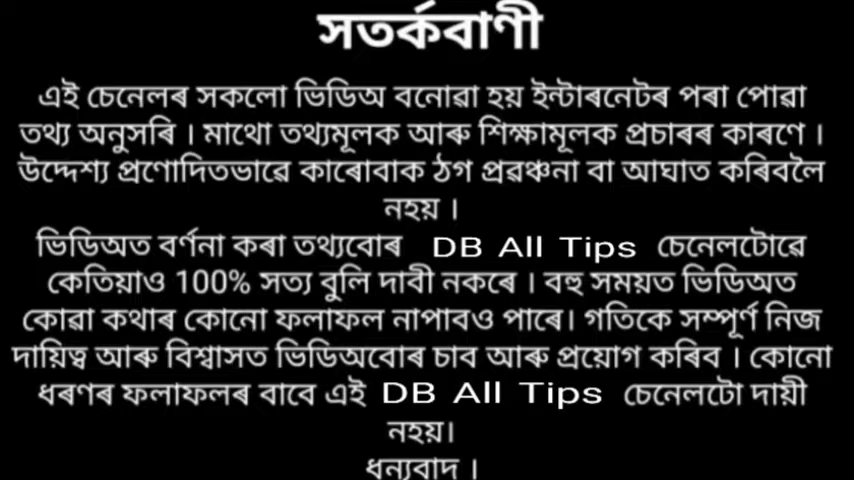 সতৰ্কবাণী
এই চেনেলৰ সকলো ভিডিঅ বনোৱা হয় ইন্টাৰনেটৰ পৰা পোৱা
তথ্য অনুসৰি । মাথো তথ্যমূলক আৰু শিক্ষামূলক প্ৰচাৰৰ কাৰণে ।
উদ্দেশ্য প্ৰণোদিতভাৱে কাৰোবাক ঠগ প্ৰৱঞ্চনা বা আঘাত কৰিবলৈ
নহয় ।
ভিডিঅত বৰ্ণনা কৰা তথ্যবোৰ DB All Tips চেনেলটোৱে
কেতিয়াও 100% সত্য বুলি দাবী নকৰে । বহু সময়ত ভিডিঅত
কোৱা কথাৰ কোনো ফলাফল নাপাবও পাৰে। গতিকে সম্পূৰ্ণ নিজ
দায়িত্ব আৰু বিশ্বাসত ভিডিঅবোৰ চাব আৰু প্ৰয়োগ কৰিব । কোনো
ধৰণৰ ফলাফলৰ বাবে এই DB All Tips চেনেলটো দায়ী
নহয়।
ধন্যবাদ ।